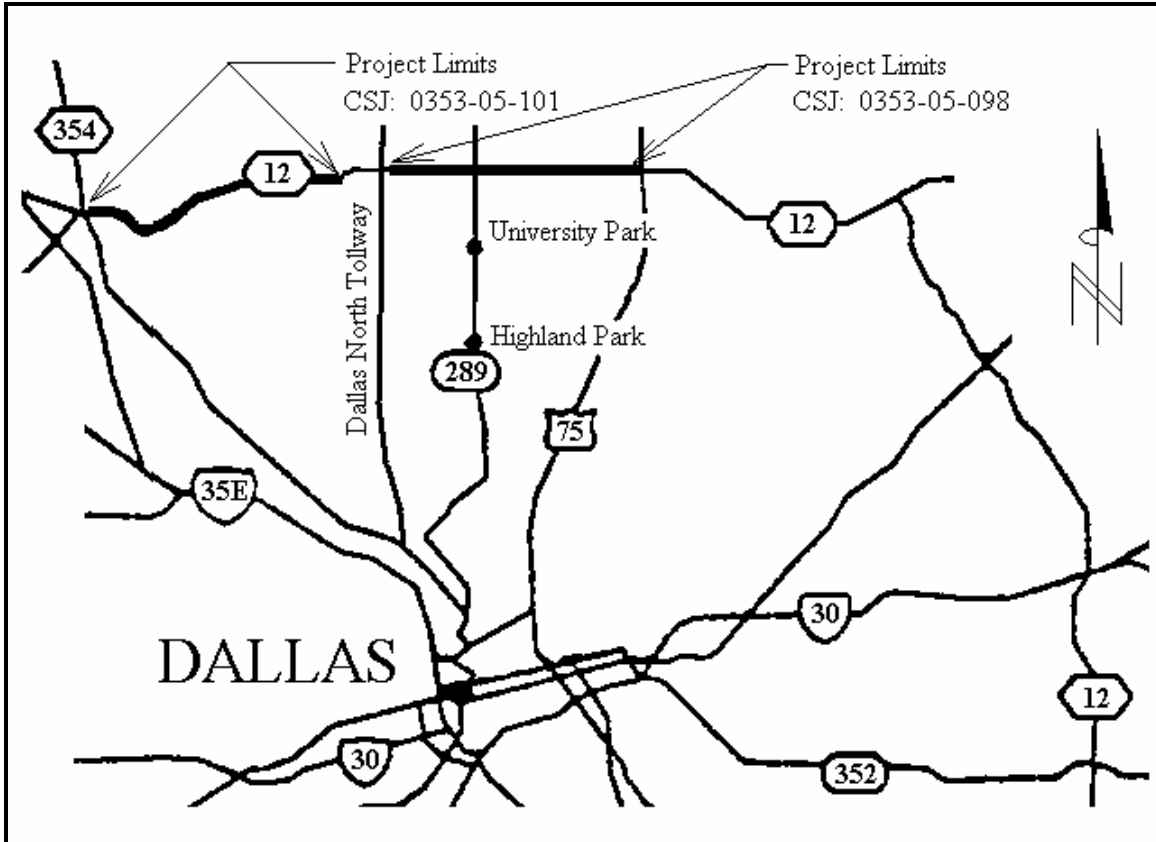 Project Limits
CSJ: 0353-05-101
Project Limits
CSJ: 0353-05-098
354
12
12
University Park
Dallas North Tollway
Highland Park
289
75
35E
30
DALLAS
12
30
352
N